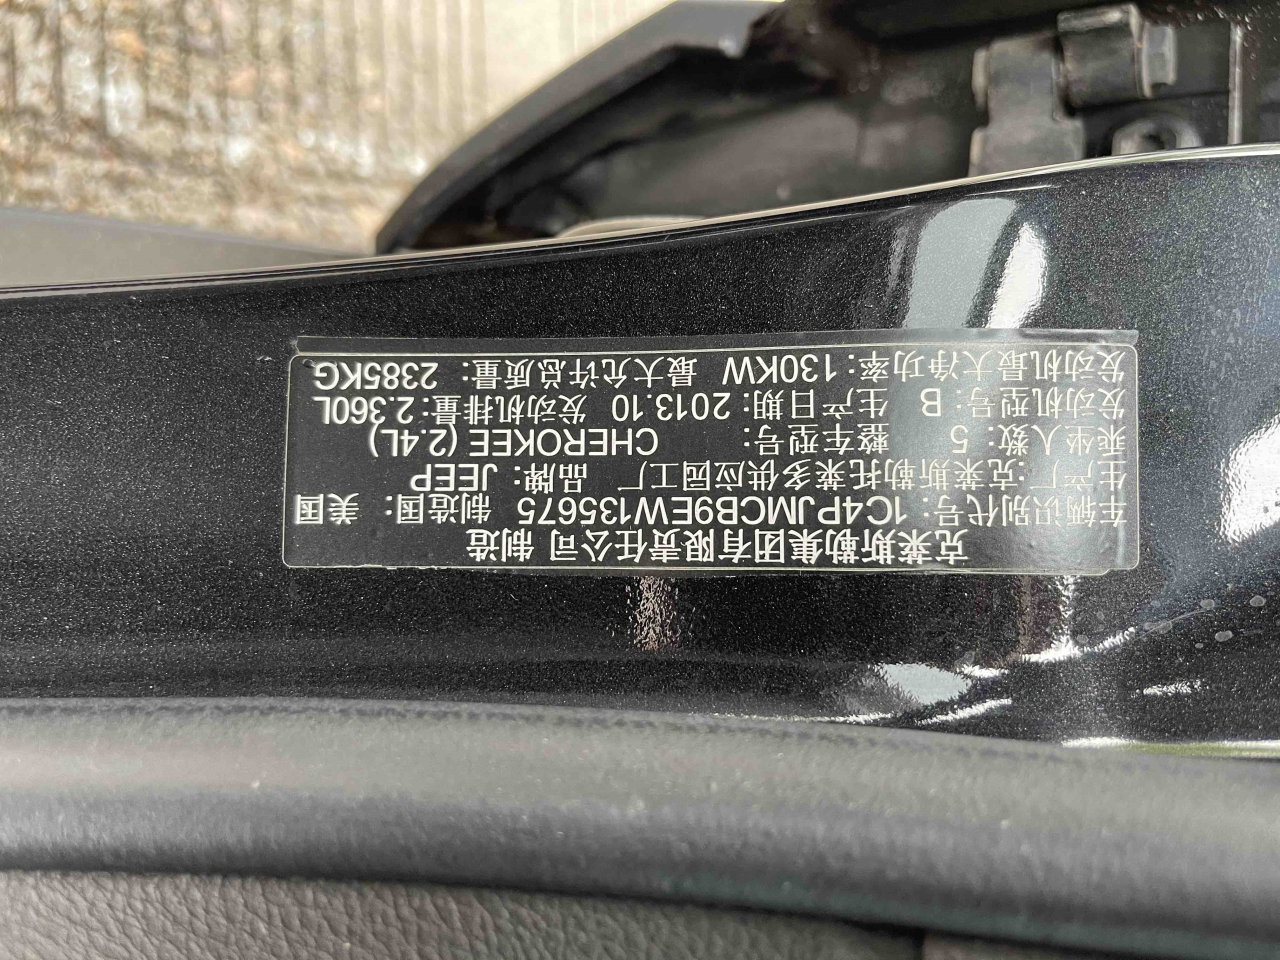 克莱斯勒集团有限责任公司 制造
车辆识别代号: 1C4PJMCB9EW135675 制造国: 美国
生产厂:克莱斯勒托莱多供应园工厂 品牌: JEEP
乘坐人数: 5 整车型号: CHEROKEE (2.4L)
发动机型号: B 生产日期: 2013.10 发动机排量:2.360L
发动机最大净功率:130KW 最大允许总质量: 2385KG